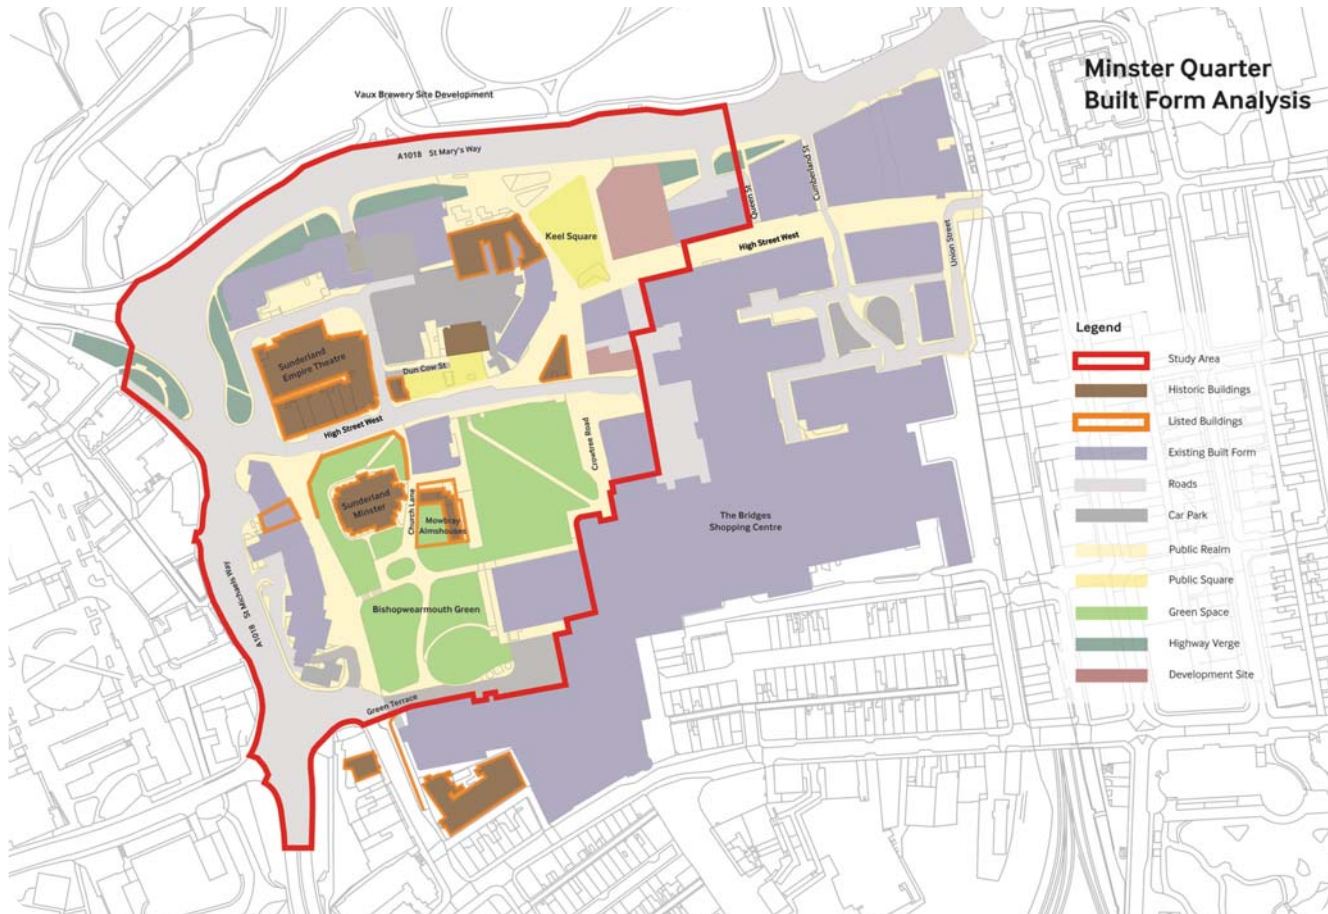 Minster Quarter
Built Form Analysis
Vaux Brewery Site Development
A1018 St Mary's Way
Queen St
Cumberland St
Union Street
Keel Square
High Street West
Sunderland
Empire Theatre
Dun Cow St
High Street West
Crowtree Road
Sunderland
Minster
Church Lane
Mowbray
Almshouses
The Bridges
Shopping Centre
A1018 St Michaels Way
Bishopwearmouth Green
Green Terrace
Legend
Study Area
Historic Buildings
Listed Buildings
Existing Built Form
Roads
Car Park
Public Realm
Public Square
Green Space
Highway Verge
Development Site